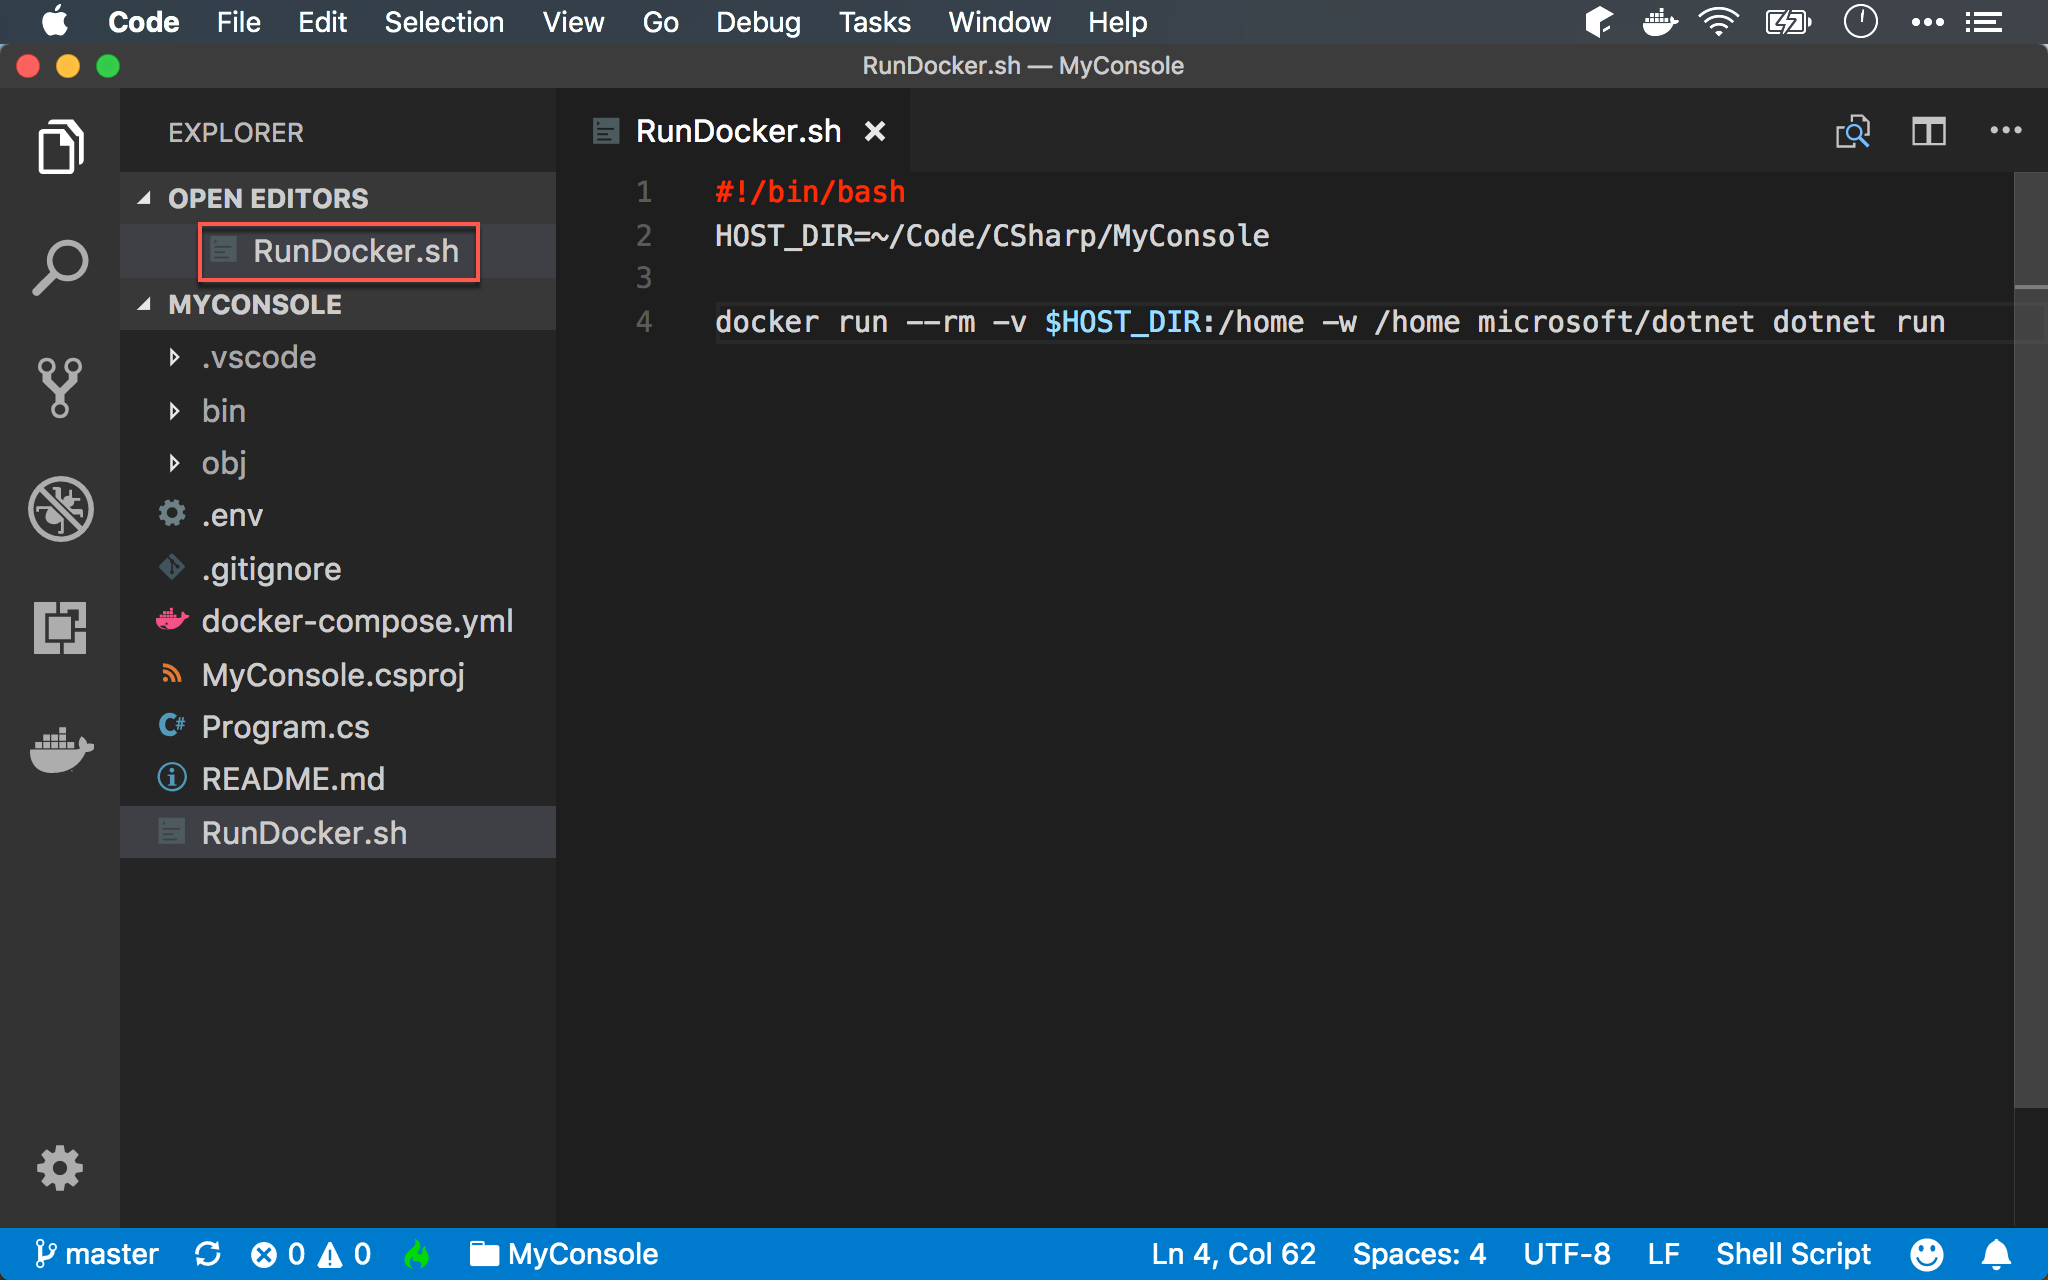 Code File Edit Selection View Go Debug Tasks Window Help
RunDocker.sh — MyConsole
EXPLORER
OPEN EDITORS
RunDocker.sh
MYCONSOLE
.vscode
bin
obj
.env
.gitignore
docker-compose.yml
MyConsole.csproj
C# Program.cs
README.md
RunDocker.sh
RunDocker.sh
1 #!/bin/bash
2 HOST_DIR=~/Code/CSharp/MyConsole
3
4 docker run --rm -v $HOST_DIR:/home -w /home microsoft/dotnet dotnet run
master 0 0 MyConsole Ln 4, Col 62 Spaces: 4 UTF-8 LF Shell Script